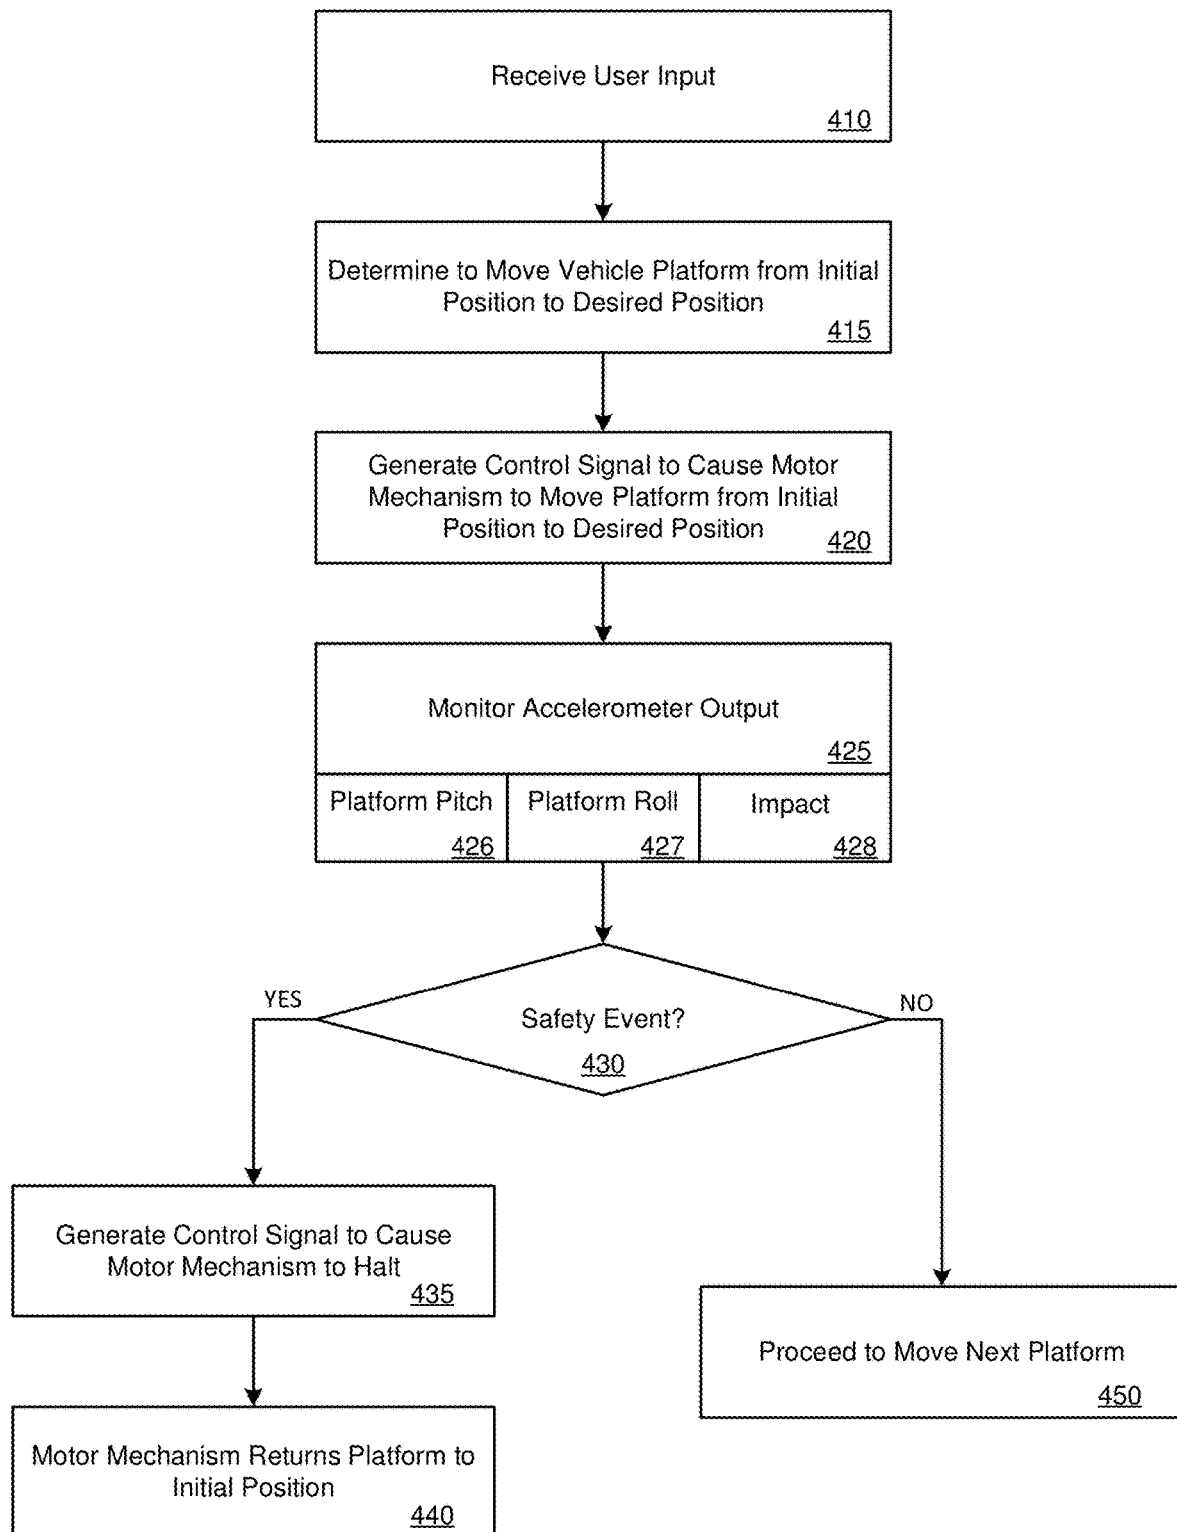 Receive User Input
410
Determine to Move Vehicle Platform from Initial
Position to Desired Position
415
Generate Control Signal to Cause Motor
Mechanism to Move Platform from Initial
Position to Desired Position
420
Monitor Accelerometer Output
425
Platform Pitch
426
Platform Roll
427
Impact
428
Safety Event?
430
YES
NO
Generate Control Signal to Cause
Motor Mechanism to Halt
435
Motor Mechanism Returns Platform to
Initial Position
440
Proceed to Move Next Platform
450